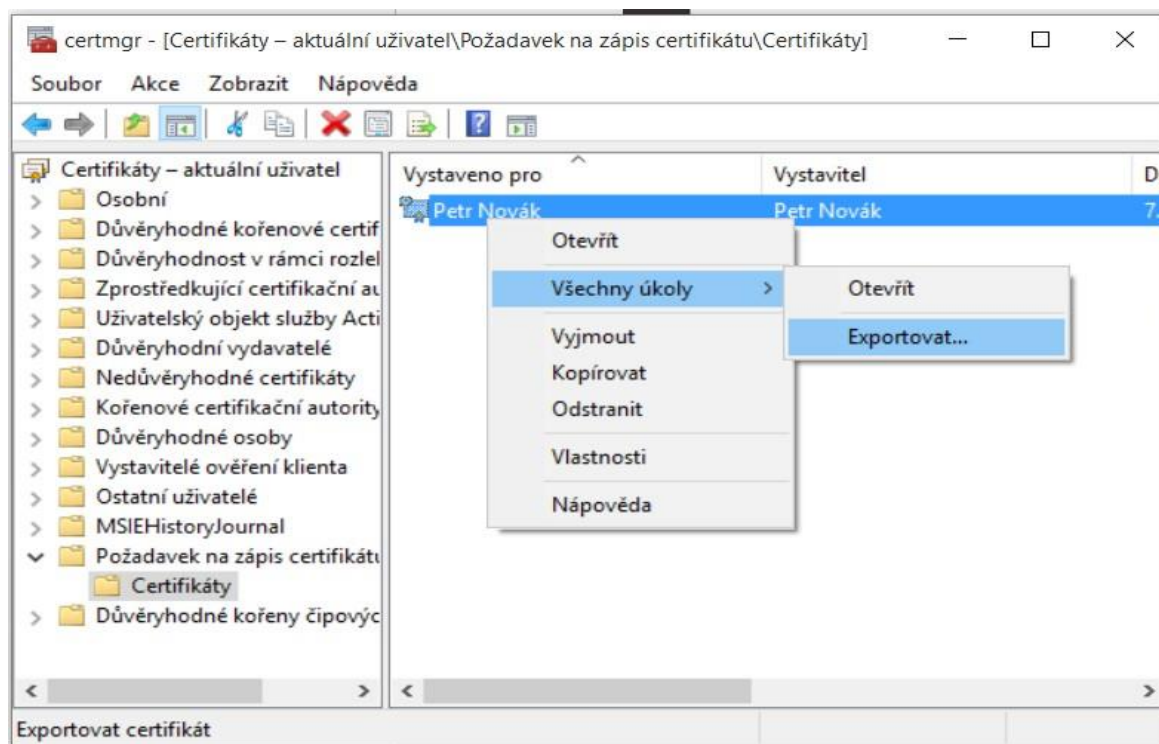 certmgr - [Certifikáty – aktuální uživatel\Požadavek na zápis certifikátu\Certifikáty]
Soubor Akce Zobrazit Nápověda
Certifikáty – aktuální uživatel
Osobní
Důvěryhodné kořenové certif
Důvěryhodnost v rámci rozleh
Zprostředkující certifikační au
Uživatelský objekt služby Acti
Důvěryhodní vydavatelé
Nedůvěryhodné certifikáty
Kořenové certifikační autority
Důvěryhodné osoby
Vystavitelé ověření klienta
Ostatní uživatelé
MSIEHistoryJournal
Požadavek na zápis certifikátu
Certifikáty
Důvěryhodné kořeny čipovýc
Vystaveno pro Vystavitel D
Petr Novák Petr Novák 7.
Otevřít
Všechny úkoly
Vyjmout
Kopírovat
Odstranit
Vlastnosti
Nápověda
Otevřít
Exportovat...
Exportovat certifikát